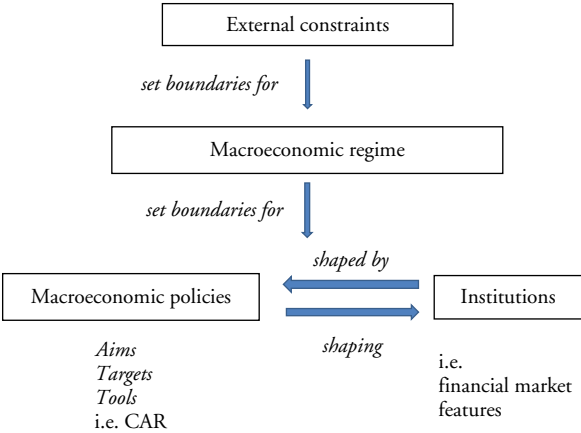 External constraints
set boundaries for
Macroeconomic regime
set boundaries for
shaped by
Macroeconomic policies
Institutions
shaping
Aims
Targets
Tools
i.e. CAR
i.e.
financial market
features